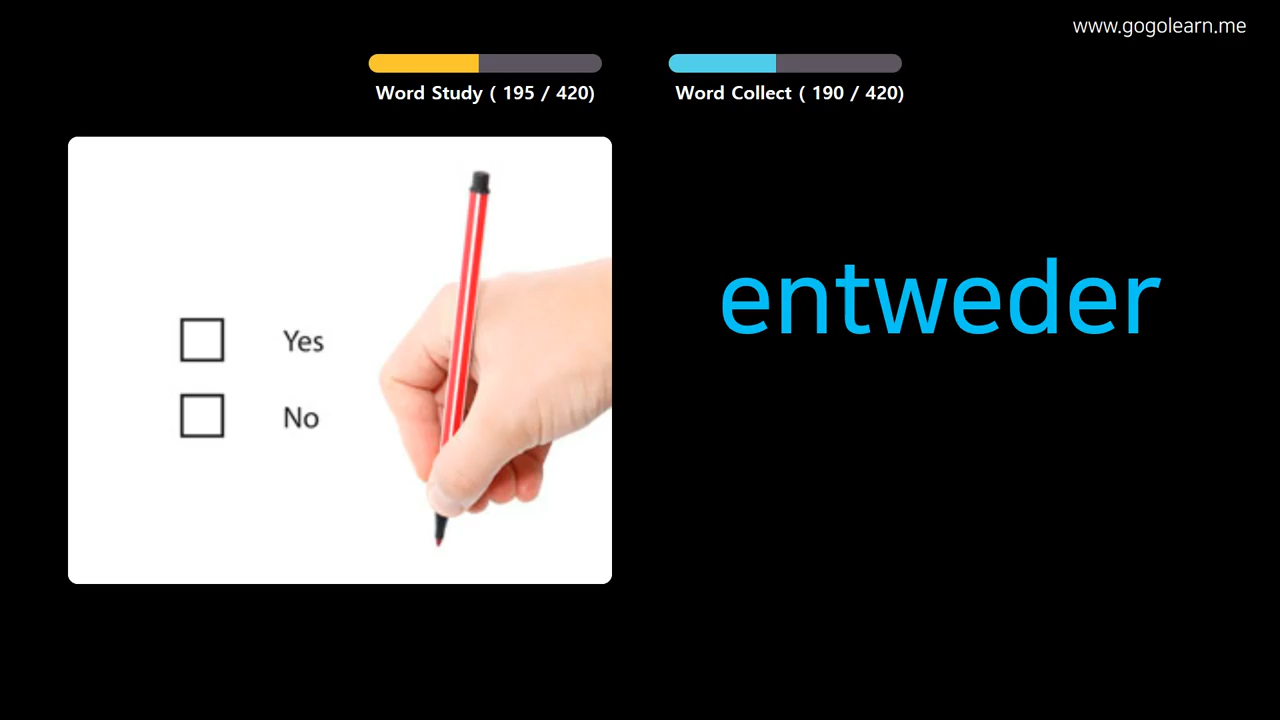 www.gogolearn.me
Word Study ( 195 / 420)
Word Collect ( 190 / 420)
Yes
No
entweder